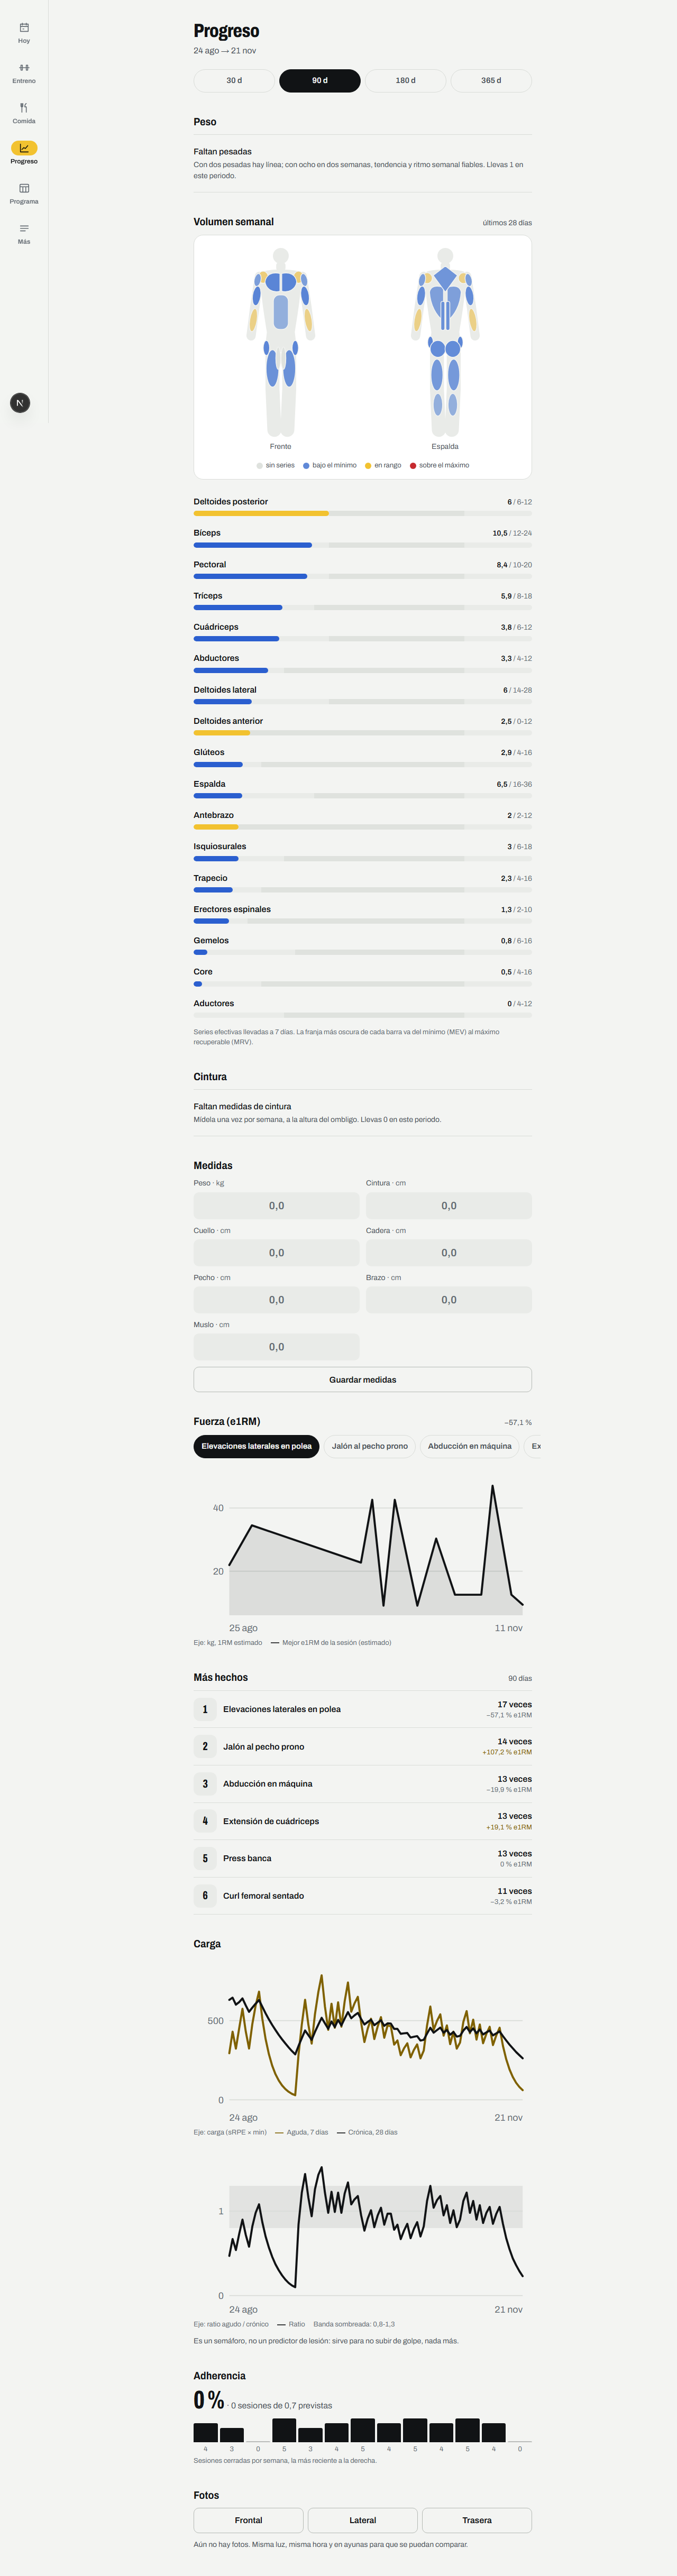 Hoy
Entreno
Comida
Progreso
Programa
Más
N
Progreso
24 ago → 21 nov
30 d
90 d
180 d
365 d
Peso
Faltan pesadas
Con dos pesadas hay línea; con ocho en dos semanas, tendencia y ritmo semanal fiables. Llevas 1 en
este periodo.
Volumen semanal
últimos 28 días
Frente
Espalda
sin series
bajo el mínimo
en rango
sobre el máximo
Deltoides posterior
6 / 6-12
Bíceps
10,5 / 12-24
Pectoral
8,4 / 10-20
Tríceps
5,9 / 8-18
Cuádriceps
3,8 / 6-12
Abductores
3,3 / 4-12
Deltoides lateral
6 / 14-28
Deltoides anterior
2,5 / 0-12
Glúteos
2,9 / 4-16
Espalda
6,5 / 16-36
Antebrazo
2 / 2-12
Isquiosurales
3 / 6-18
Trapecio
2,3 / 4-16
Erectores espinales
1,3 / 2-10
Gemelos
0,8 / 6-16
Core
0,5 / 4-16
Aductores
0 / 4-12
Series efectivas llevadas a 7 días. La franja más oscura de cada barra va del mínimo (MEV) al máximo
recuperable (MRV).
Cintura
Faltan medidas de cintura
Mídela una vez por semana, a la altura del ombligo. Llevas 0 en este periodo.
Medidas
Peso · kg
Cintura · cm
0,0
0,0
Cuello · cm
Cadera · cm
0,0
0,0
Pecho · cm
Brazo · cm
0,0
0,0
Muslo · cm
0,0
Guardar medidas
Fuerza (e1RM)
−57,1 %
Elevaciones laterales en polea
Jalón al pecho prono
Abducción en máquina
Ex
40
20
25 ago
11 nov
Eje: kg, 1RM estimado
Mejor e1RM de la sesión (estimado)
Más hechos
90 días
1
Elevaciones laterales en polea
17 veces
−57,1 % e1RM
2
Jalón al pecho prono
14 veces
+107,2 % e1RM
3
Abducción en máquina
13 veces
−19,9 % e1RM
4
Extensión de cuádriceps
13 veces
+19,1 % e1RM
5
Press banca
13 veces
0 % e1RM
6
Curl femoral sentado
11 veces
−3,2 % e1RM
Carga
500
0
24 ago
21 nov
Eje: carga (sRPE × min)
Aguda, 7 días
Crónica, 28 días
1
0
24 ago
21 nov
Eje: ratio agudo / crónico
Ratio
Banda sombreada: 0,8-1,3
Es un semáforo, no un predictor de lesión: sirve para no subir de golpe, nada más.
Adherencia
0 % · 0 sesiones de 0,7 previstas
4 3 0 5 3 4 5 4 5 4 5 4 0
Sesiones cerradas por semana, la más reciente a la derecha.
Fotos
Frontal
Lateral
Trasera
Aún no hay fotos. Misma luz, misma hora y en ayunas para que se puedan comparar.